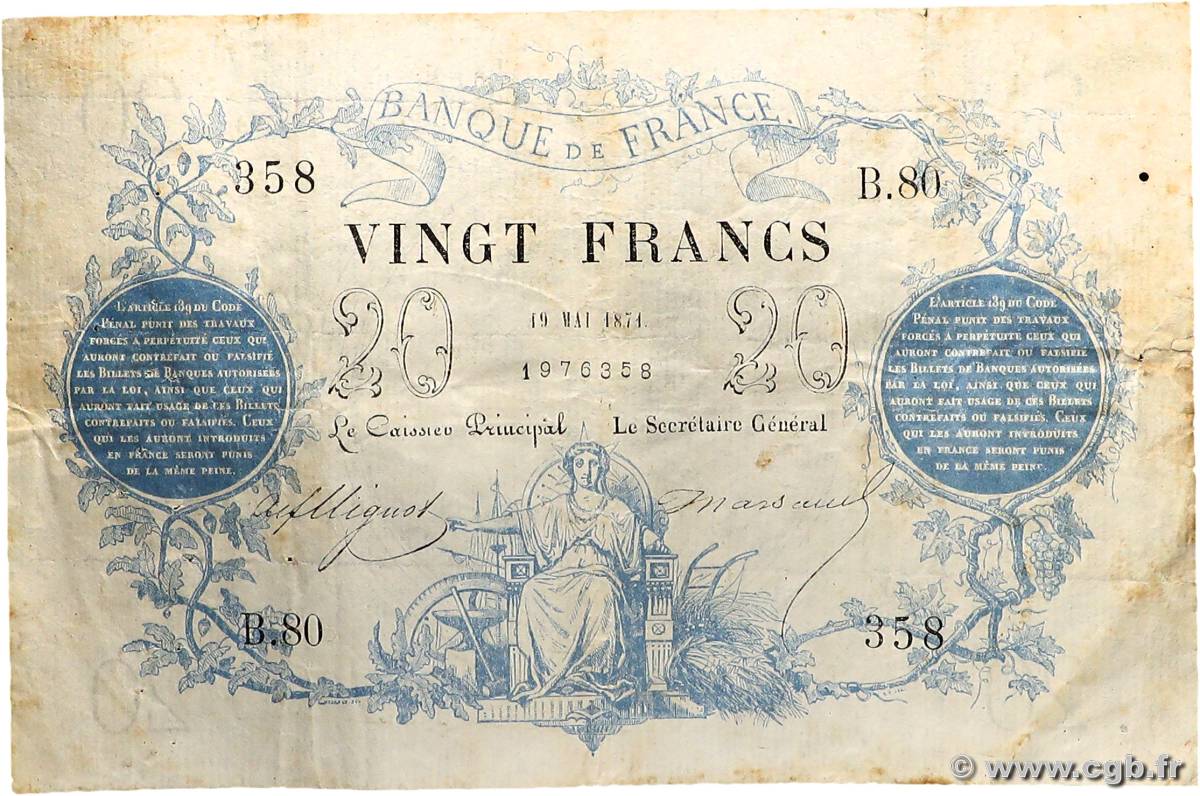 BANQUE DE FRANCE.
358
B.80
VINGT FRANCS
20
19 MAI 1871.
20
1976358
Le Caissier Principal
Le Secrétaire Général
L'ARTICLE 139 DU CODE
PÉNAL PUNIT DES TRAVAUX
FORCÉS À PERPÉTUITÉ CEUX QUI
AURONT CONTREFAIT OU FALSIFIÉ
LES BILLETS DE BANQUES AUTORISÉES
PAR LA LOI, AINSI QUE CEUX QUI
AURONT FAIT USAGE DE CES BILLETS
CONTREFAITS OU FALSIFIÉS. CEUX
QUI LES AURONT INTRODUITS
EN FRANCE SERONT PUNIS
DE LA MÊME PEINE.
L'ARTICLE 139 DU CODE
PÉNAL PUNIT DES TRAVAUX
FORCÉS À PERPÉTUITÉ CEUX QUI
AURONT CONTREFAIT OU FALSIFIÉ
LES BILLETS DE BANQUES AUTORISÉES
PAR LA LOI, AINSI QUE CEUX QUI
AURONT FAIT USAGE DE CES BILLETS
CONTREFAITS OU FALSIFIÉS. CEUX
QUI LES AURONT INTRODUITS
EN FRANCE SERONT PUNIS
DE LA MÊME PEINE.
Mignot
Marsaud
B.80
358
© www.cgb.fr